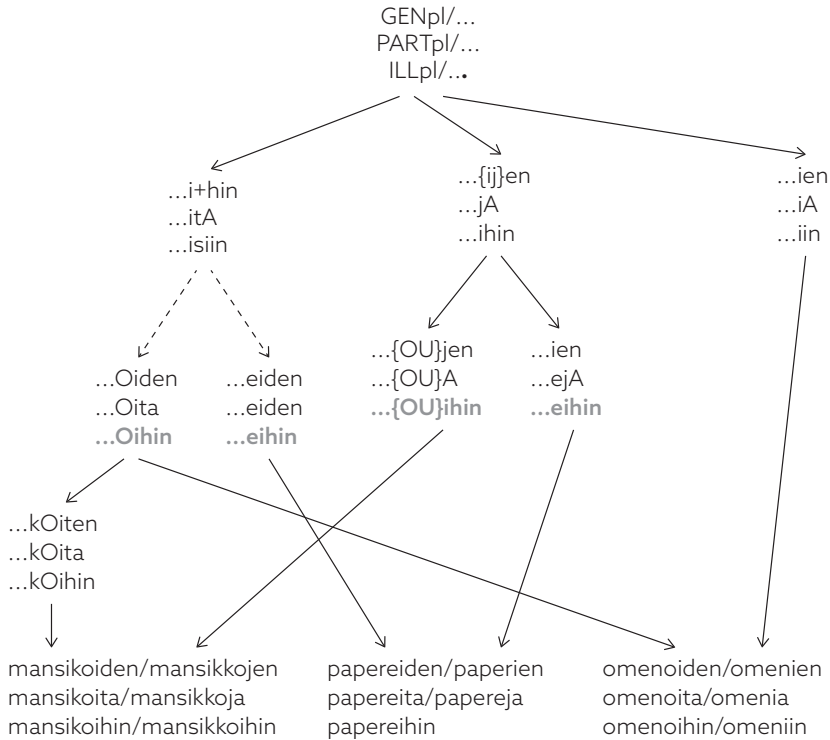 GENpl/...
PARTpl/...
ILLpl/...
...i+hin
...itA
...isiin
...{ij}en
...jA
...ihin
...ien
...iA
...iin
...Oiden
...Oita
...Oihin
...eiden
...eiden
...eihin
...{OU}jen
...{OU}A
...{OU}ihin
...ien
...ejA
...eihin
...kOiten
...kOita
...kOihin
mansikoiden/mansikkojen
mansikoita/mansikkoja
mansikoihin/mansikkoihin
papereiden/paperien
papereita/papereja
papereihin
omenoiden/omenien
omenoita/omenia
omenoihin/omeniin